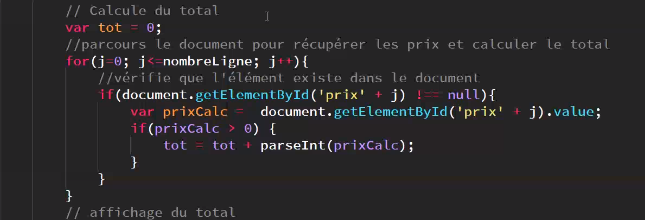 // Calcule du total
var tot = 0;
//parcours le document pour récupérer les prix et calculer le total
for(j=0; j<=nombreLigne; j++){
//vérifie que l'élément existe dans le document
if(document.getElementById('prix' + j) !== null){
var prixCalc =  document.getElementById('prix' + j).value;
if(prixCalc > 0) {
tot = tot + parseInt(prixCalc);
}
}
}
// affichage du total